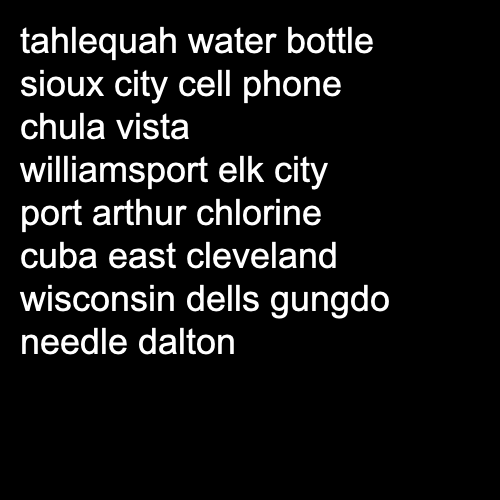 tahlequah water bottle
sioux city cell phone
chula vista
williamsport elk city
port arthur chlorine
cuba east cleveland
wisconsin dells gungdo
needle dalton